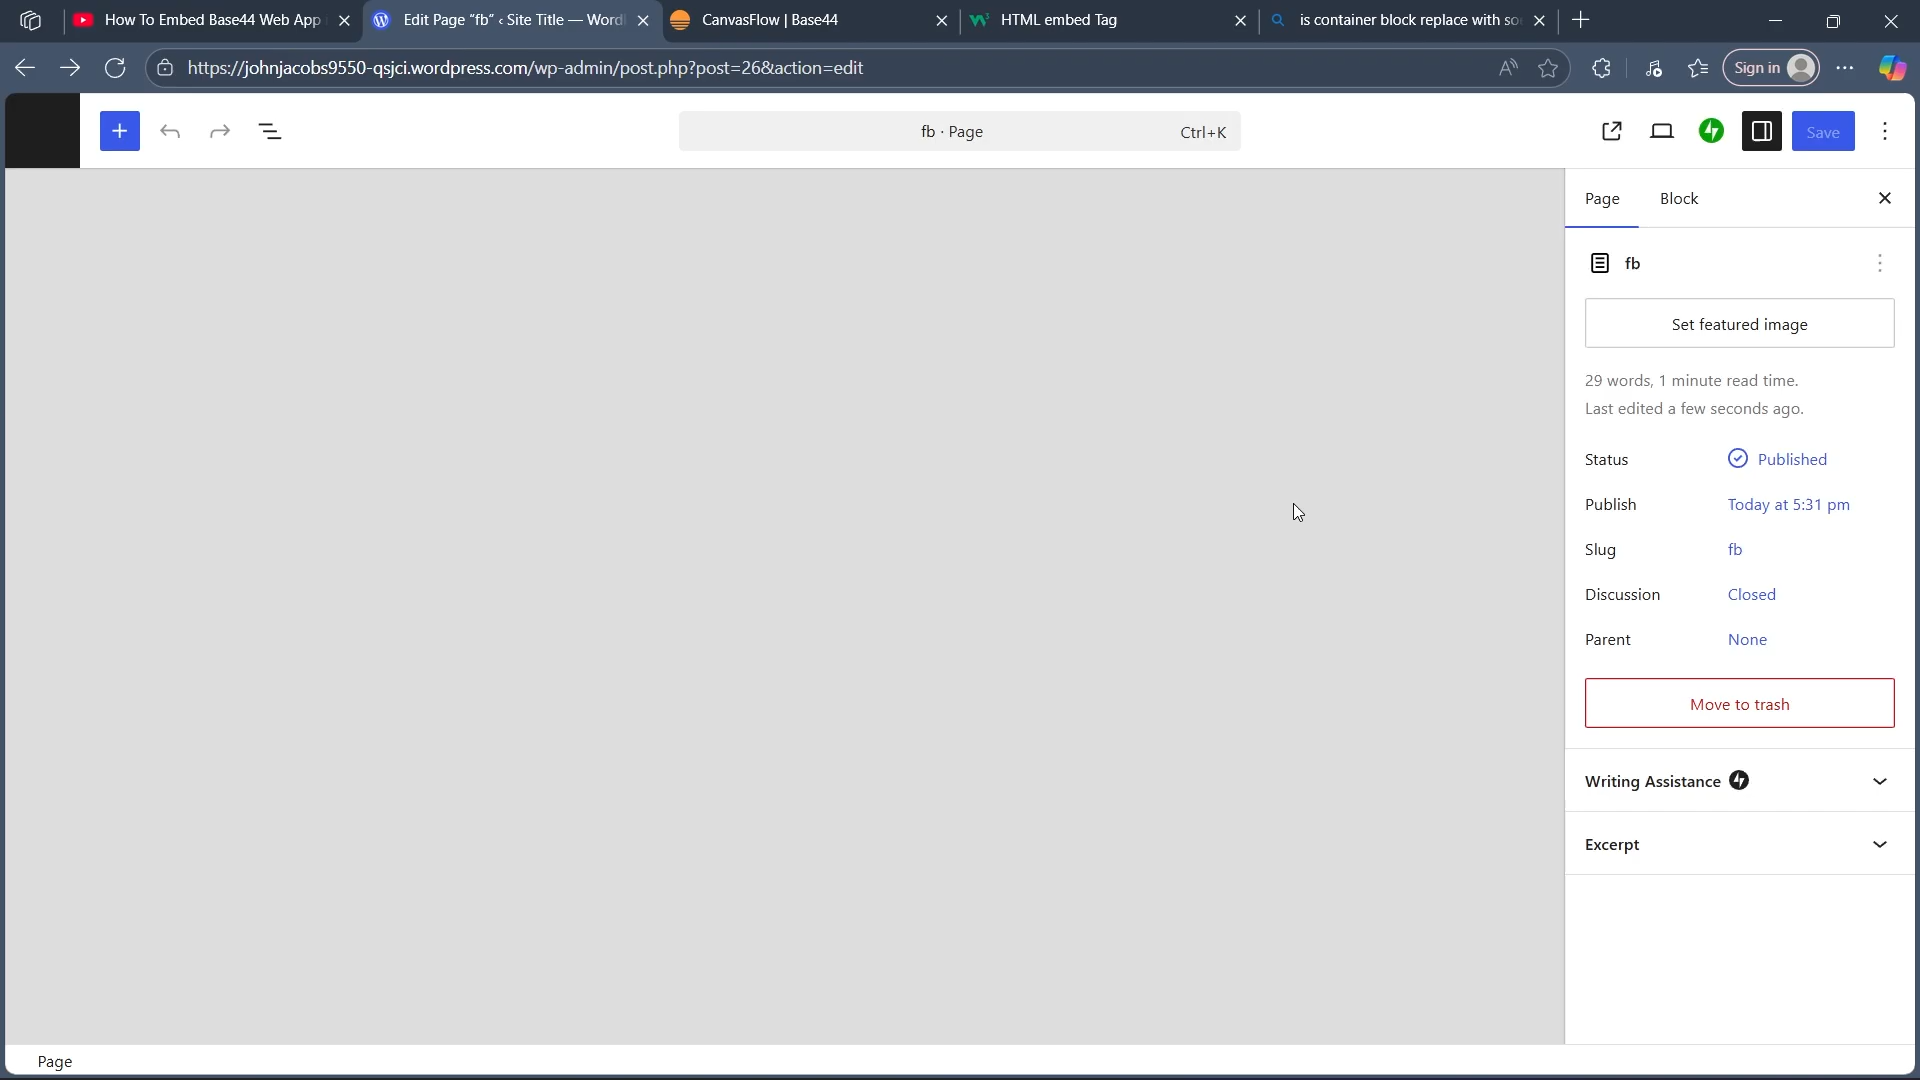 How To Embed Base44 Web App
Edit Page “fb” ‹ Site Title — Word
CanvasFlow | Base44
HTML embed Tag
is container block replace with so
https://johnjacobs9550-qsjci.wordpress.com/wp-admin/post.php?post=26&action=edit
Sign in
fb · Page
Ctrl+K
Save
Page
Block
fb
Set featured image
29 words, 1 minute read time.
Last edited a few seconds ago.
Status
Published
Publish
Today at 5:31 pm
Slug
fb
Discussion
Closed
Parent
None
Move to trash
Writing Assistance
Excerpt
Page